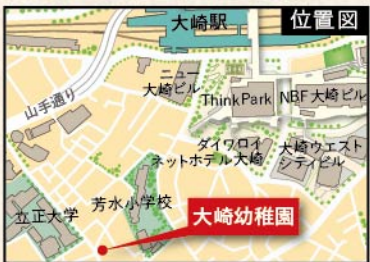 大崎駅
位置図
ニュー
大崎ビル
ThinkPark
NBF大崎ビル
山手通り
ダイワロイ
ネットホテル大崎
大崎ウエスト
シティビル
芳水小学校
立正大学
大崎幼稚園